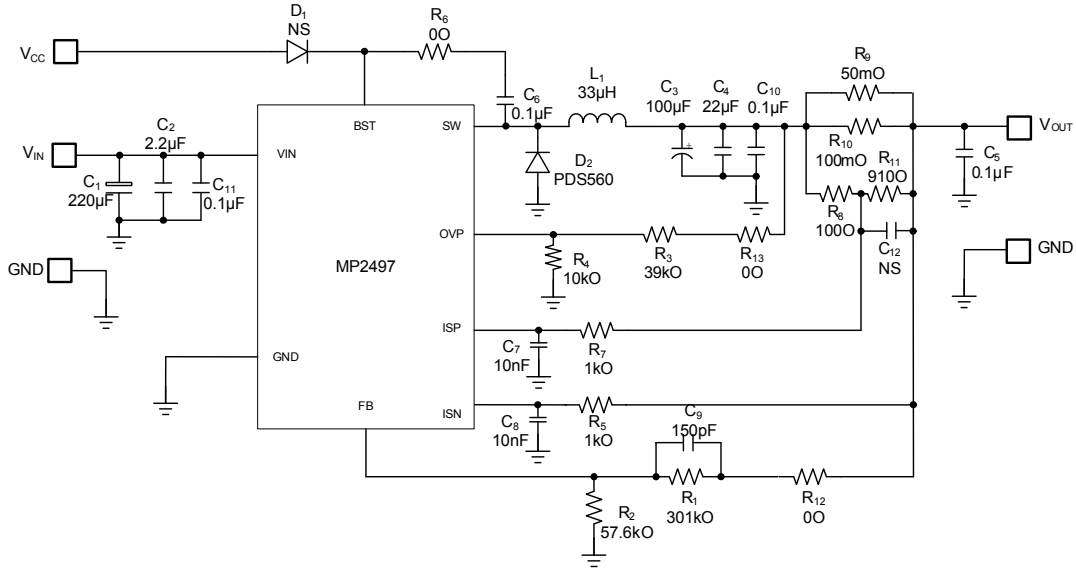 D1
NS
R6
0O
VCC
C6
0.1µF
L1
33µH
C3
100µF
C4
22µF
C10
0.1µF
R9
50mO
R10
100mO
R11
910O
VOUT
BST
SW
C2
2.2µF
VIN
VIN
C1
220µF
C11
0.1µF
D2
PDS560
R8
100O
C5
0.1µF
OVP
C12
NS
R4
10kO
R3
39kO
R13
0O
GND
GND
MP2497
ISP
C7
10nF
R7
1kO
GND
FB
ISN
C8
10nF
R5
1kO
C9
150pF
R2
57.6kO
R1
301kO
R12
0O